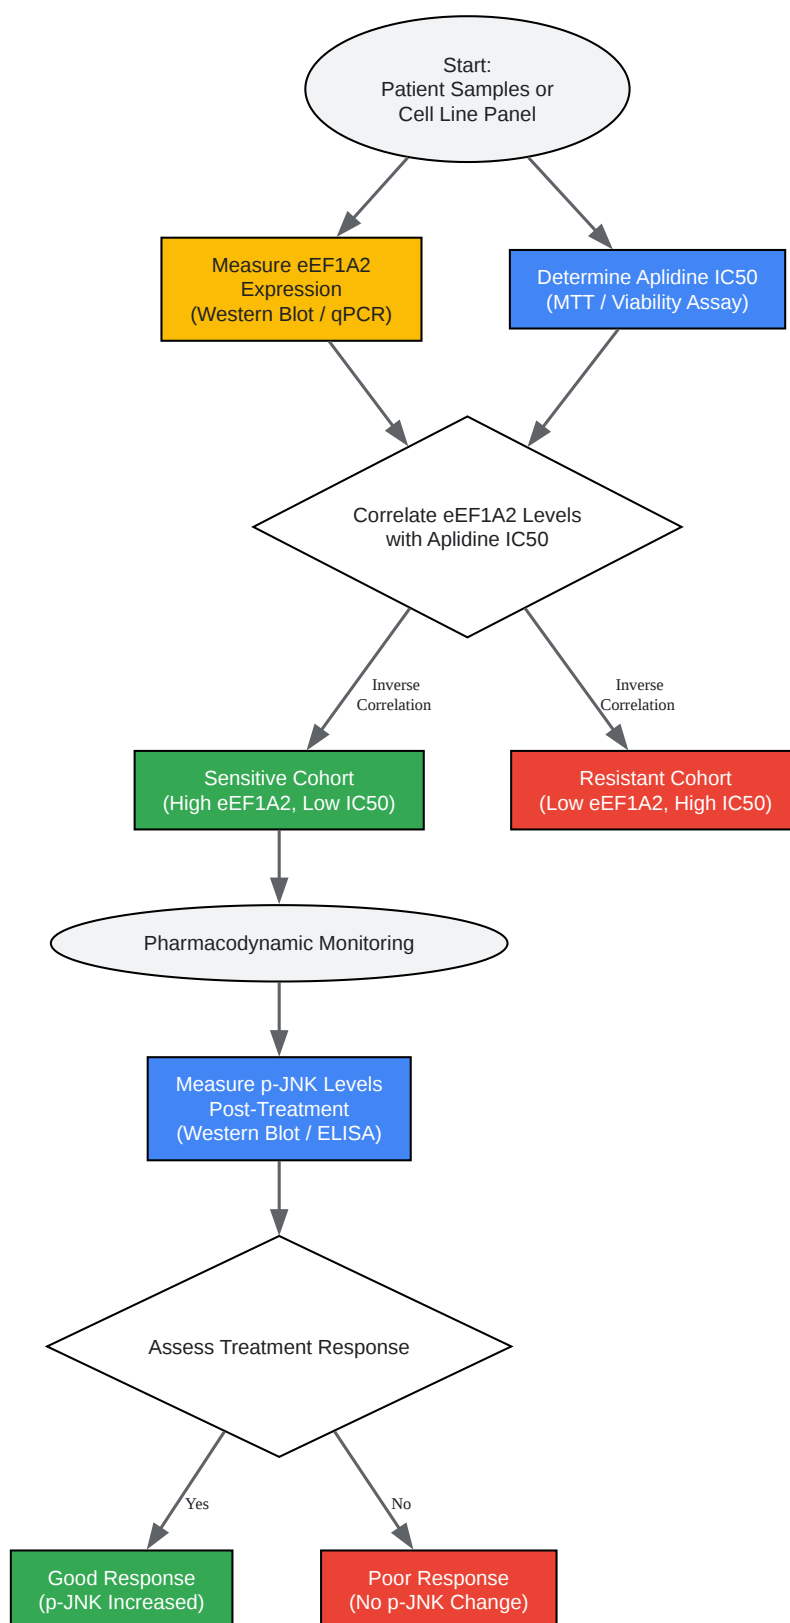 Start:
Patient Samples or
Cell Line Panel
Measure eEF1A2
Expression
(Western Blot / qPCR)
Determine Aplidine IC50
(MTT / Viability Assay)
Correlate eEF1A2 Levels
with Aplidine IC50
Inverse
Correlation
Inverse
Correlation
Sensitive Cohort
(High eEF1A2, Low IC50)
Resistant Cohort
(Low eEF1A2, High IC50)
Pharmacodynamic Monitoring
Measure p-JNK Levels
Post-Treatment
(Western Blot / ELISA)
Assess Treatment Response
Yes
No
Good Response
(p-JNK Increased)
Poor Response
(No p-JNK Change)